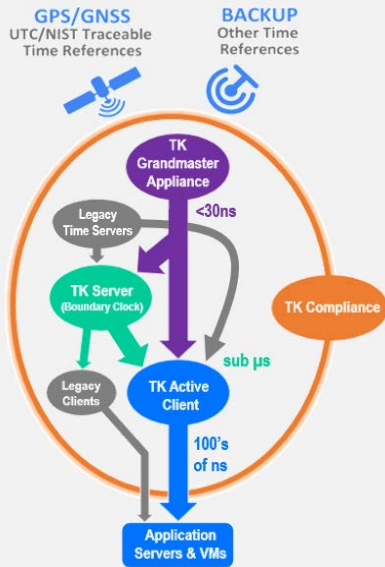 GPS/GNSS
UTC/NIST Traceable
Time References
BACKUP
Other Time
References
TK
Grandmaster
Appliance
<30ns
Legacy
Time Servers
TK Server
(Boundary Clock)
TK Compliance
sub µs
Legacy
Clients
TK Active
Client
100's
of ns
Application
Servers & VMs